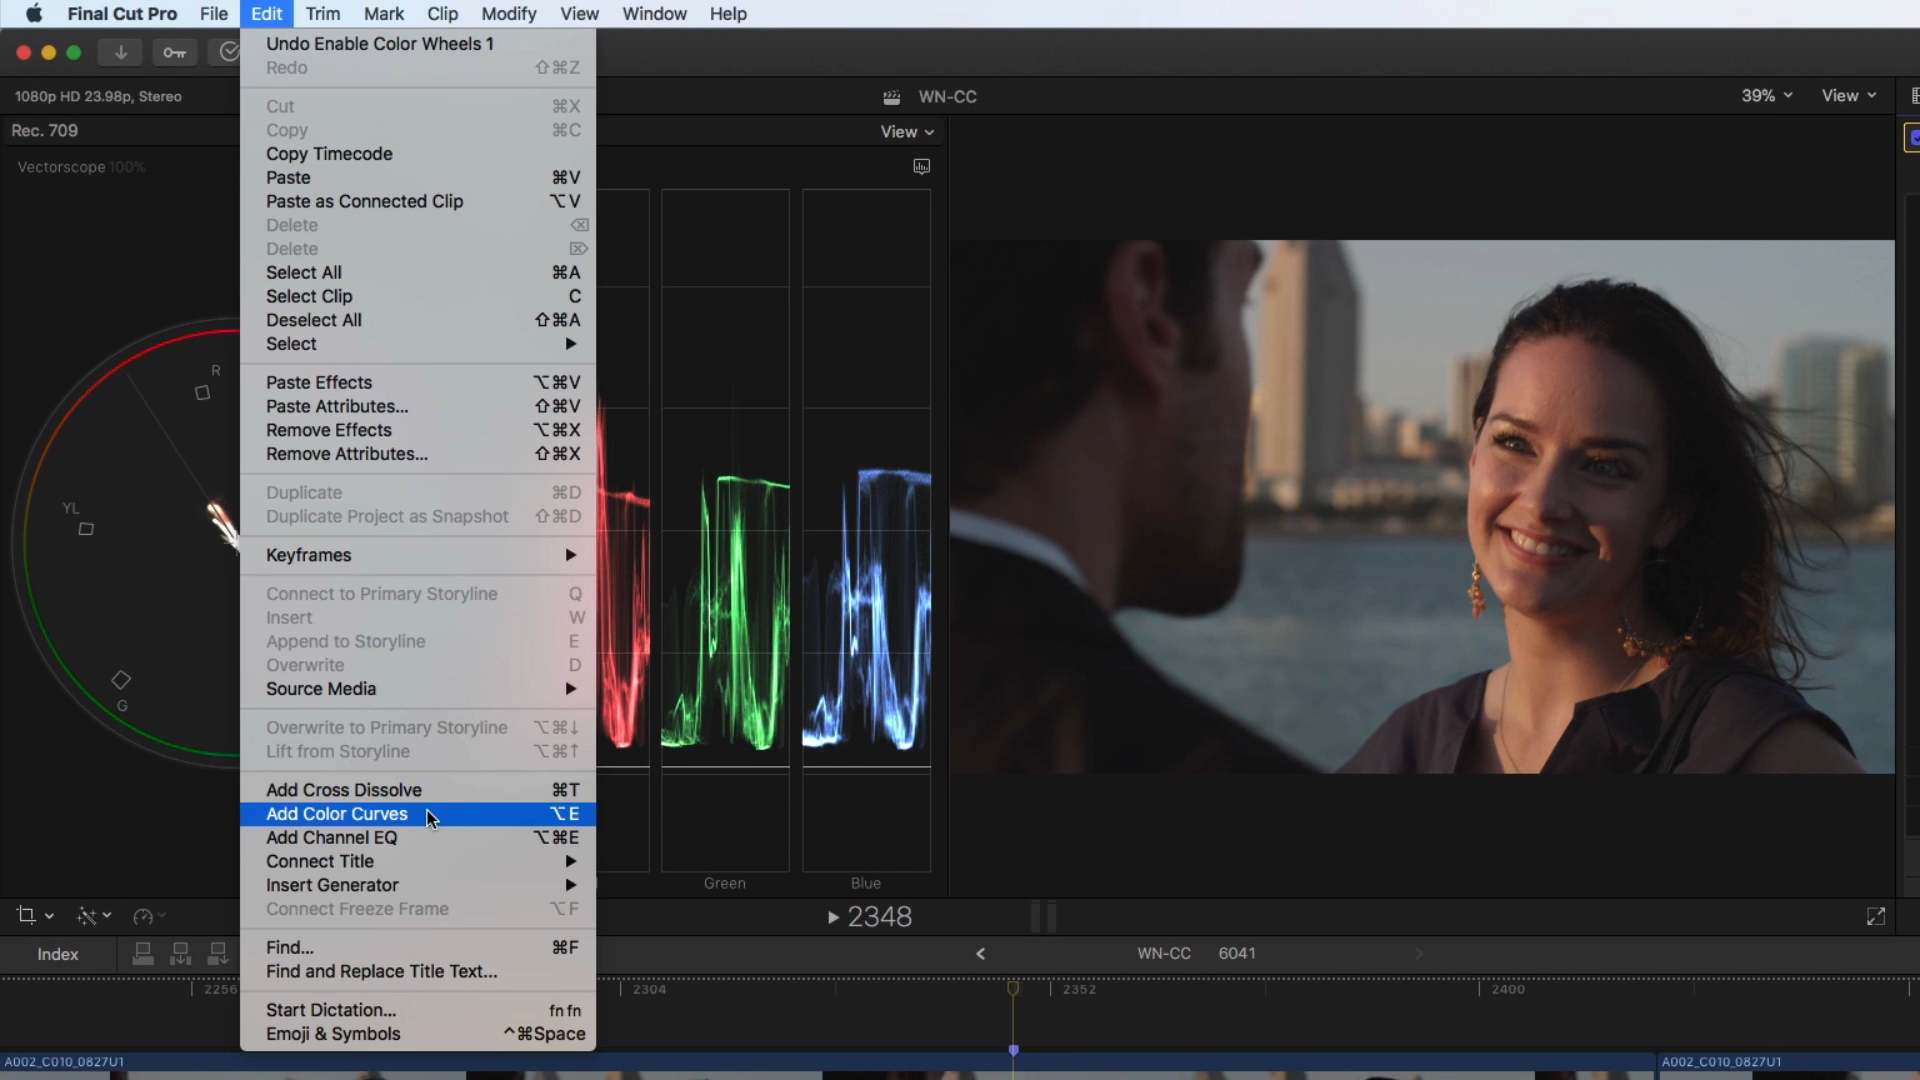 Final Cut Pro File Edit Trim Mark Clip Modify View Window Help
1080p HD 23.98p, Stereo
WN-CC
39% View
Rec. 709
View
Vectorscope 100%
R
YL
G
Undo Enable Color Wheels 1
Redo ⇧⌘Z
Cut ⌘X
Copy ⌘C
Copy Timecode
Paste ⌘V
Paste as Connected Clip ⌥V
Delete ⌫
Delete ⌦
Select All ⌘A
Select Clip C
Deselect All ⇧⌘A
Select ▶
Paste Effects ⌥⌘V
Paste Attributes... ⇧⌘V
Remove Effects ⌥⌘X
Remove Attributes... ⇧⌘X
Duplicate ⌘D
Duplicate Project as Snapshot ⇧⌘D
Keyframes ▶
Connect to Primary Storyline Q
Insert W
Append to Storyline E
Overwrite D
Source Media ▶
Overwrite to Primary Storyline ⌥⌘↓
Lift from Storyline ⌥⌘↑
Add Cross Dissolve ⌘T
Add Color Curves ⌥E
Add Channel EQ ⌥⌘E
Connect Title ▶
Insert Generator ▶
Connect Freeze Frame ⌥F
Find... ⌘F
Find and Replace Title Text...
Start Dictation... fn fn
Emoji & Symbols ^⌘Space
Green
Blue
2348
Index
WN-CC 6041
2256
2304
2352
2400
A002_C010_0827U1
A002_C010_0827U1